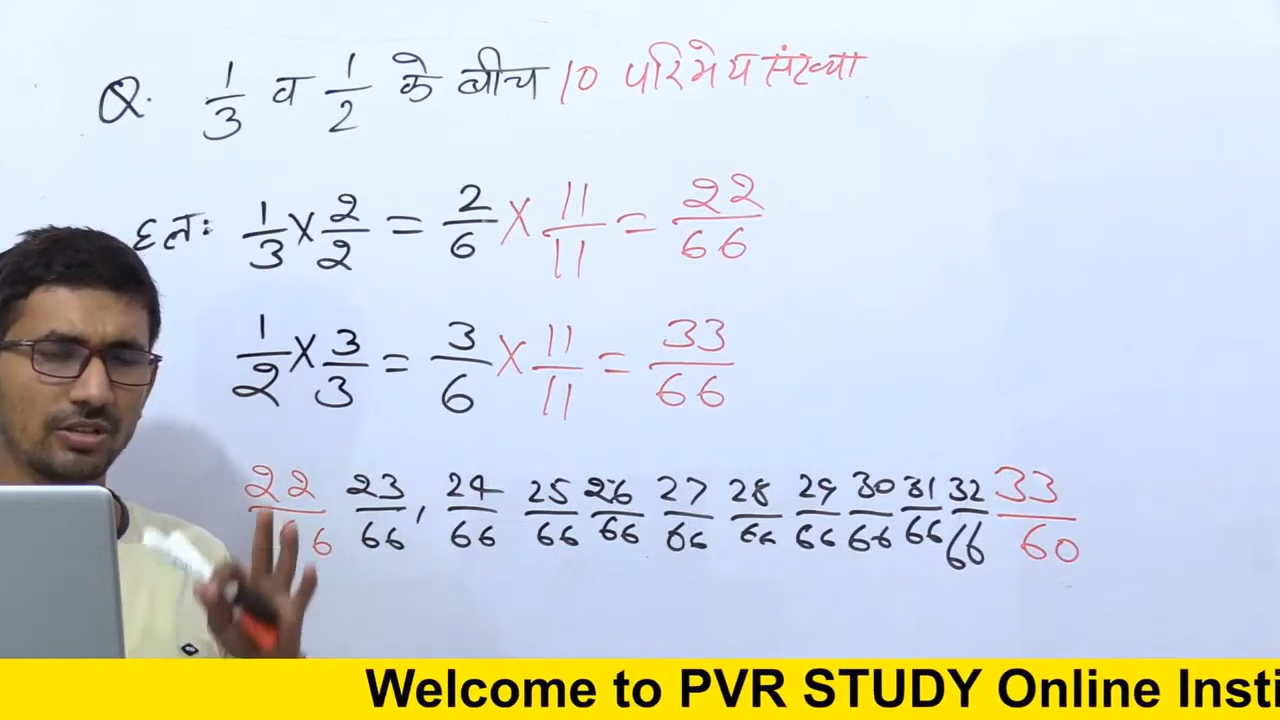 Q. 1/3 व 1/2 के बीच 10 परिमेय संख्या
हल: 1/3 × 2/2 = 2/6 × 11/11 = 22/66
1/2 × 3/3 = 3/6 × 11/11 = 33/66
22/6 23/66, 24/66 25/66 26/66 27/66 28/66 29/66 30/66 31/66 32/66 33/60
Welcome to PVR STUDY Online Insti